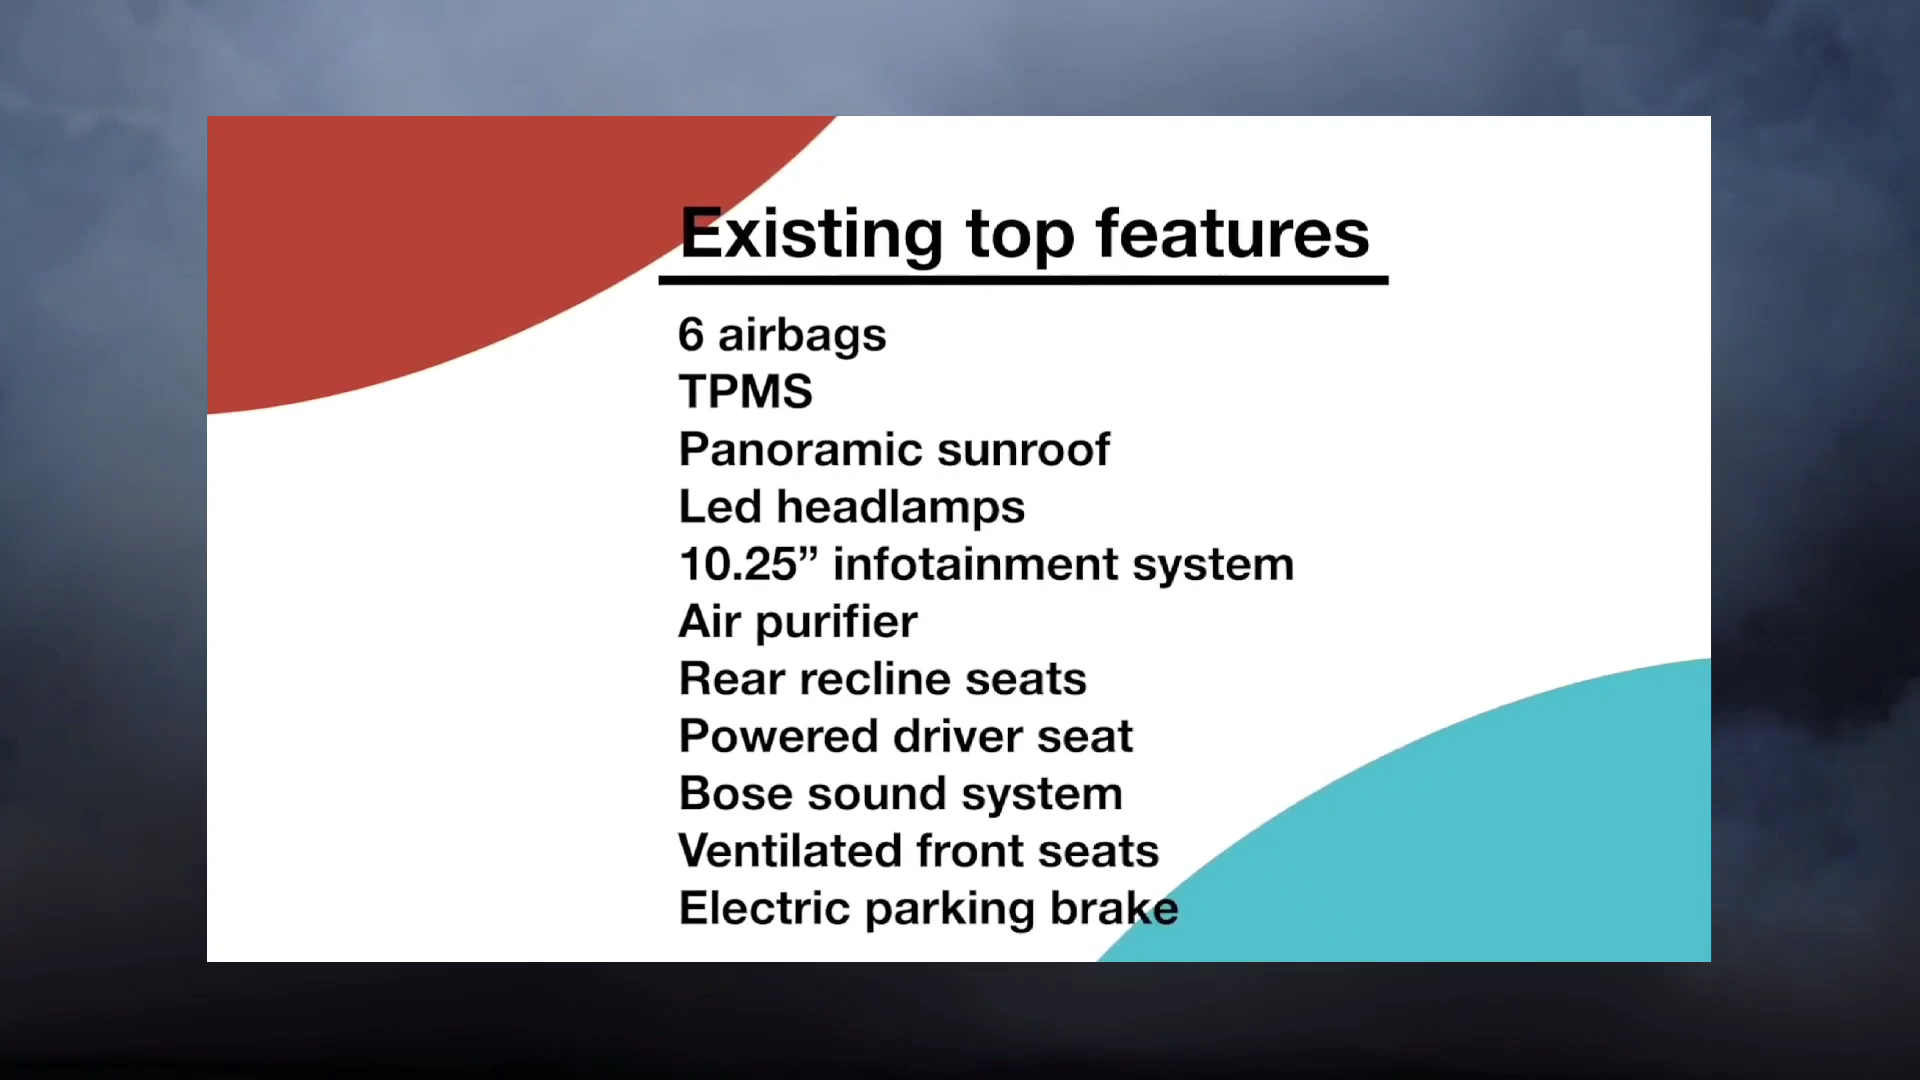 Existing top features
6 airbags
TPMS
Panoramic sunroof
Led headlamps
10.25” infotainment system
Air purifier
Rear recline seats
Powered driver seat
Bose sound system
Ventilated front seats
Electric parking brake